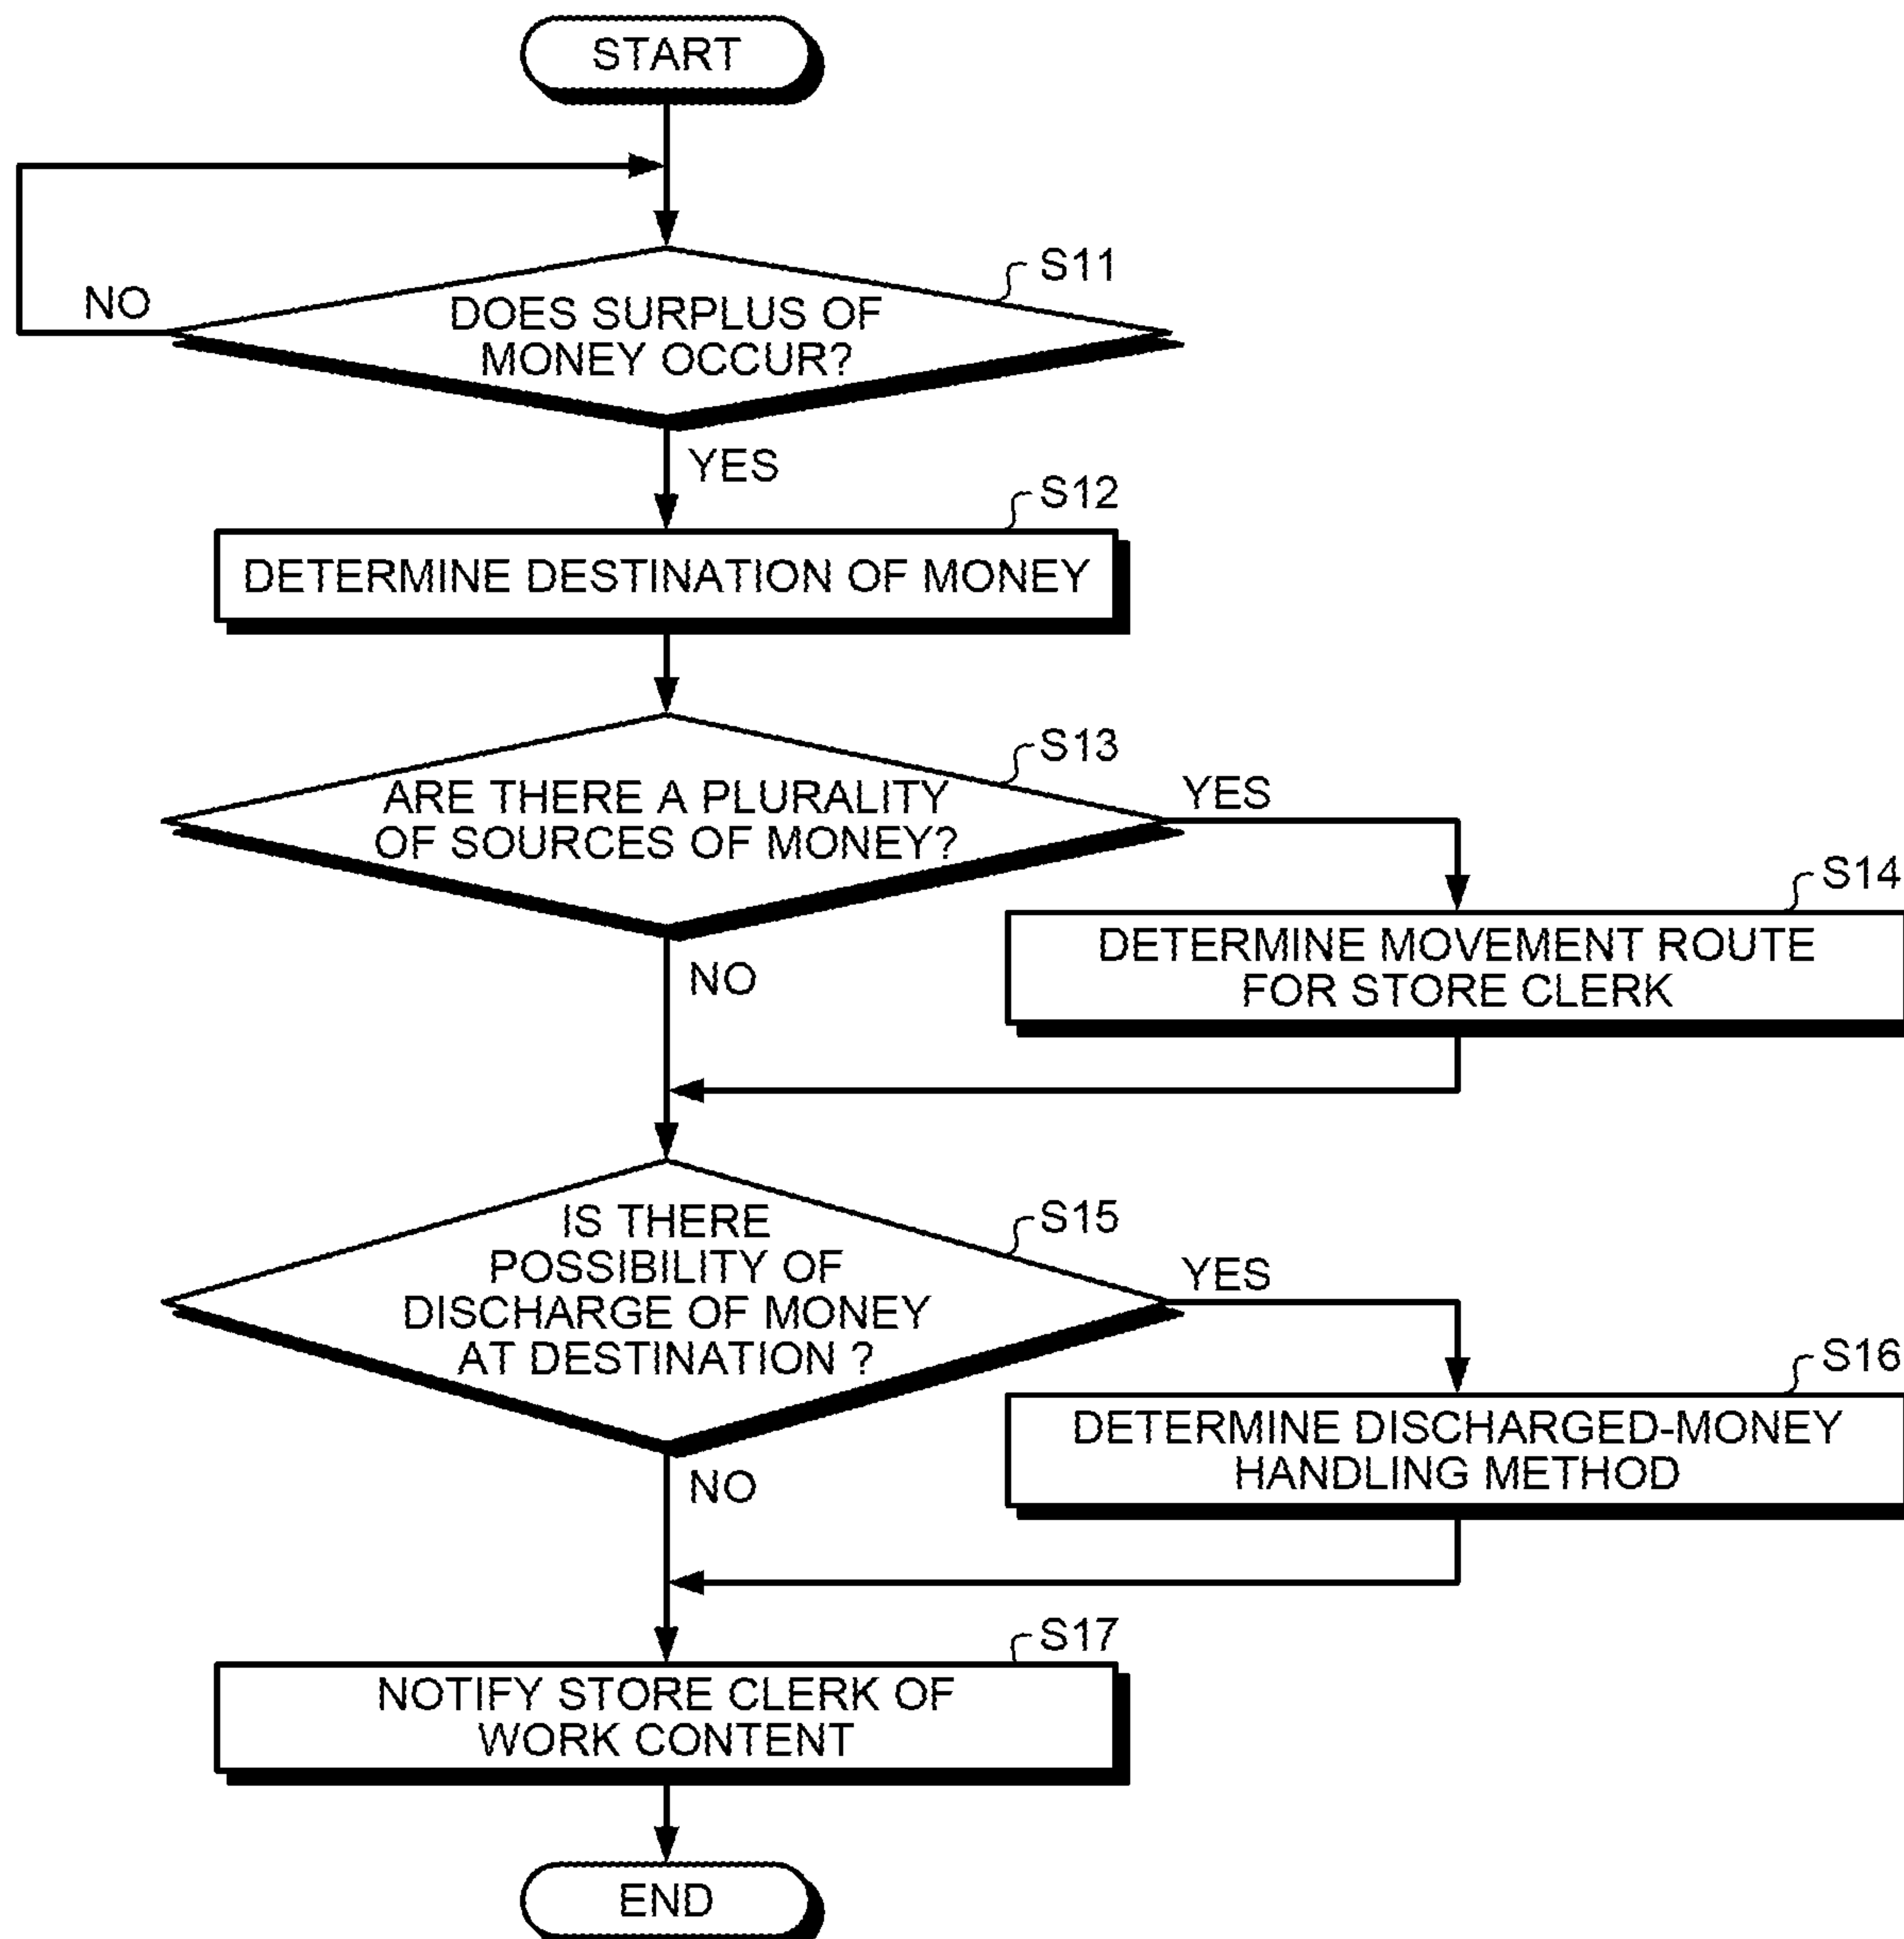 START
S11
NO
DOES SURPLUS OF
MONEY OCCUR?
YES
S12
DETERMINE DESTINATION OF MONEY
S13
ARE THERE A PLURALITY
OF SOURCES OF MONEY?
YES
S14
DETERMINE MOVEMENT ROUTE
FOR STORE CLERK
NO
S15
IS THERE
POSSIBILITY OF
DISCHARGE OF MONEY
AT DESTINATION ?
YES
S16
DETERMINE DISCHARGED-MONEY
HANDLING METHOD
NO
S17
NOTIFY STORE CLERK OF
WORK CONTENT
END